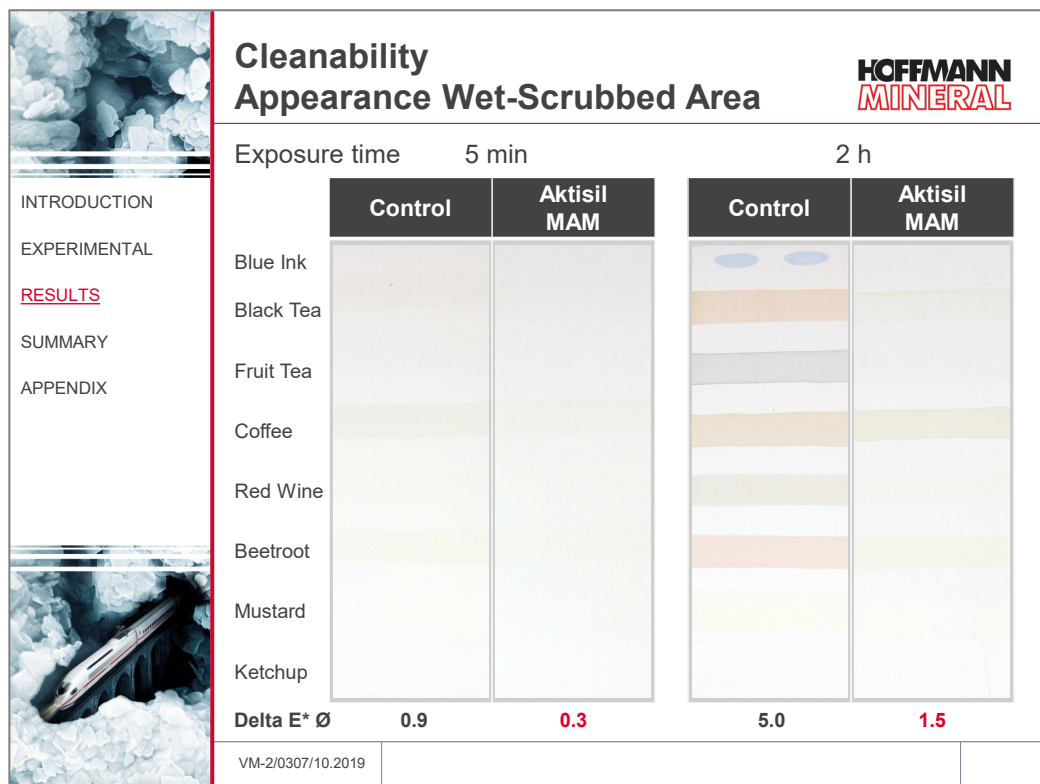 Cleanability
Appearance Wet-Scrubbed Area
HOFFMANN
MINERAL
INTRODUCTION
EXPERIMENTAL
RESULTS
SUMMARY
APPENDIX
Exposure time 5 min 2 h
Control Aktisil MAM Control Aktisil MAM
Blue Ink
Black Tea
Fruit Tea
Coffee
Red Wine
Beetroot
Mustard
Ketchup
Delta E* Ø 0.9 0.3 5.0 1.5
VM-2/0307/10.2019